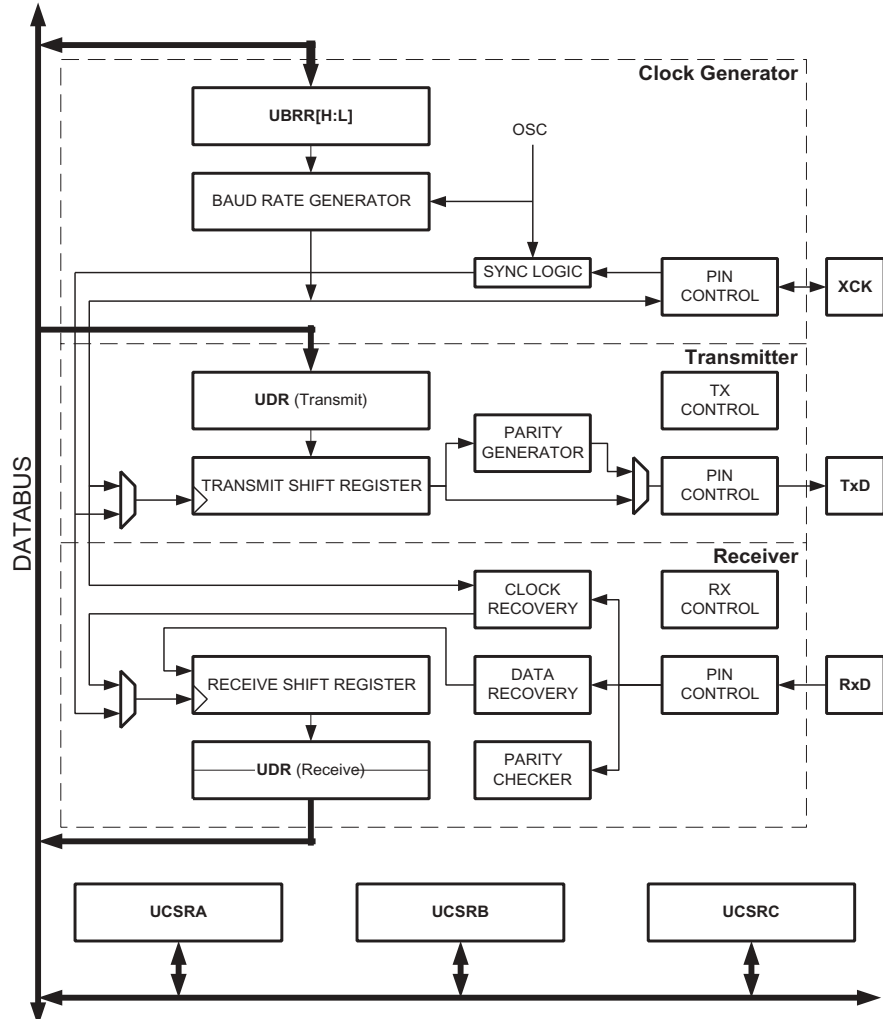 Clock Generator
UBRR[H:L]
OSC
BAUD RATE GENERATOR
SYNC LOGIC
PIN
CONTROL
XCK
Transmitter
UDR (Transmit)
TX
CONTROL
PARITY
GENERATOR
TRANSMIT SHIFT REGISTER
PIN
CONTROL
TxD
DATABUS
Receiver
CLOCK
RECOVERY
RX
CONTROL
RECEIVE SHIFT REGISTER
DATA
RECOVERY
PIN
CONTROL
RxD
UDR (Receive)
PARITY
CHECKER
UCSRA
UCSRB
UCSRC